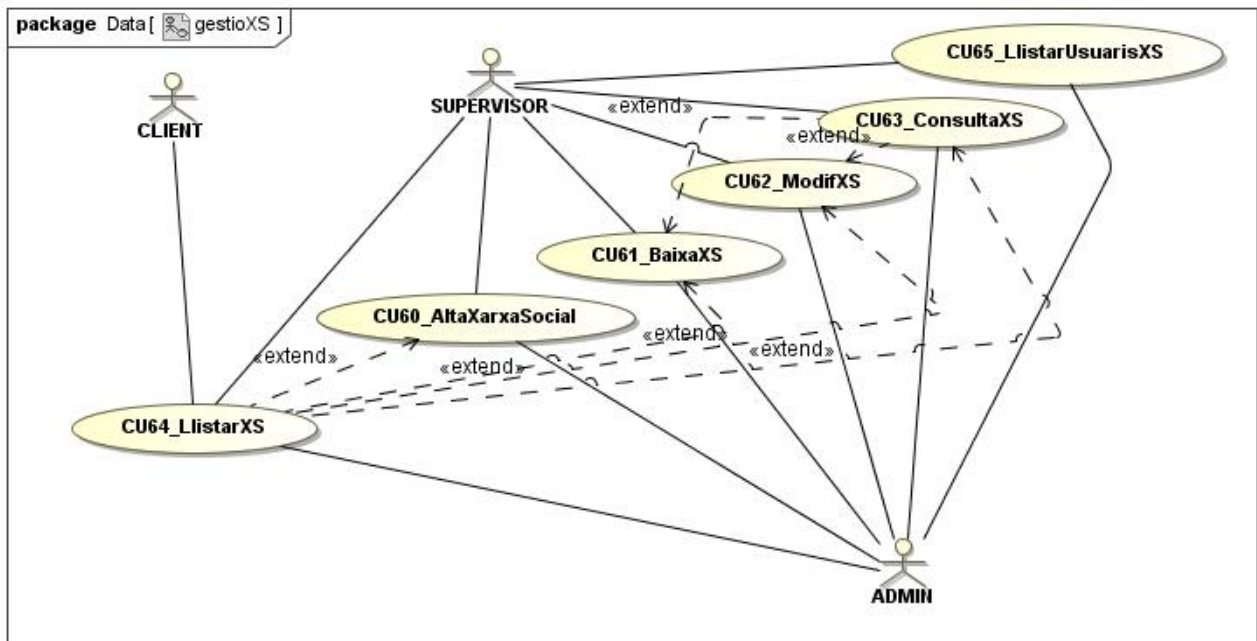 package Data [ gestioXS ]
CU65_LlistarUsuarisXS
SUPERVISOR
«extend»
CLIENT
CU63_ConsultaXS
«extend»
CU62_ModifXS
CU61_BaixaXS
CU60_AltaXarxaSocial
«extend»
«extend»
«extend»
«extend»
CU64_LlistarXS
ADMIN